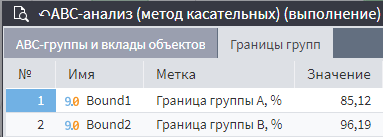 ABC-анализ (метод касательных) (выполнение)
ABC-группы и вклады объектов Границы групп
№ Имя Метка Значение
1 9.0 Bound1 Граница группы A, % 85,12
2 9.0 Bound2 Граница группы B, % 96,19